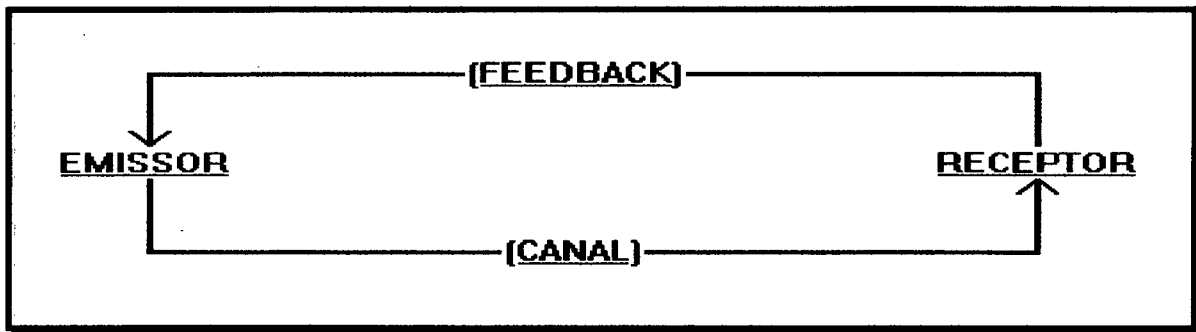 [FEEDBACK]
EMISSOR
RECEPTOR
[CANAL]